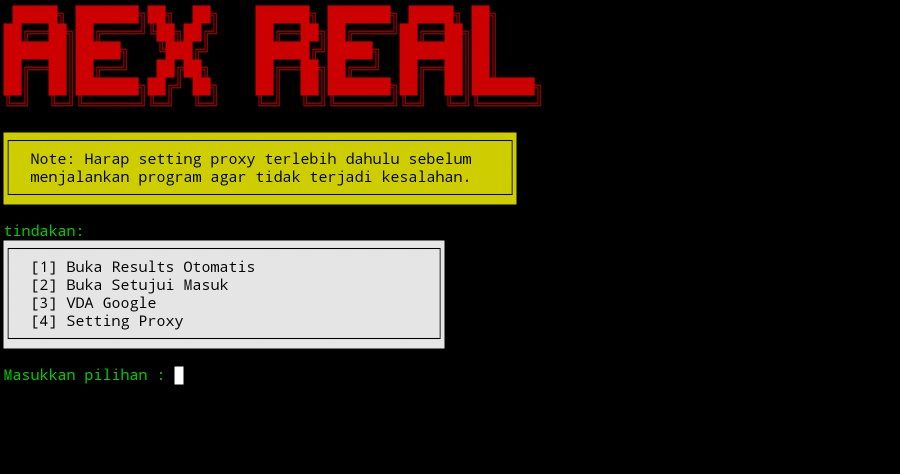 AEX REAL
Note: Harap setting proxy terlebih dahulu sebelum
menjalankan program agar tidak terjadi kesalahan.
tindakan:
[1] Buka Results Otomatis
[2] Buka Setujui Masuk
[3] VDA Google
[4] Setting Proxy
Masukkan pilihan :